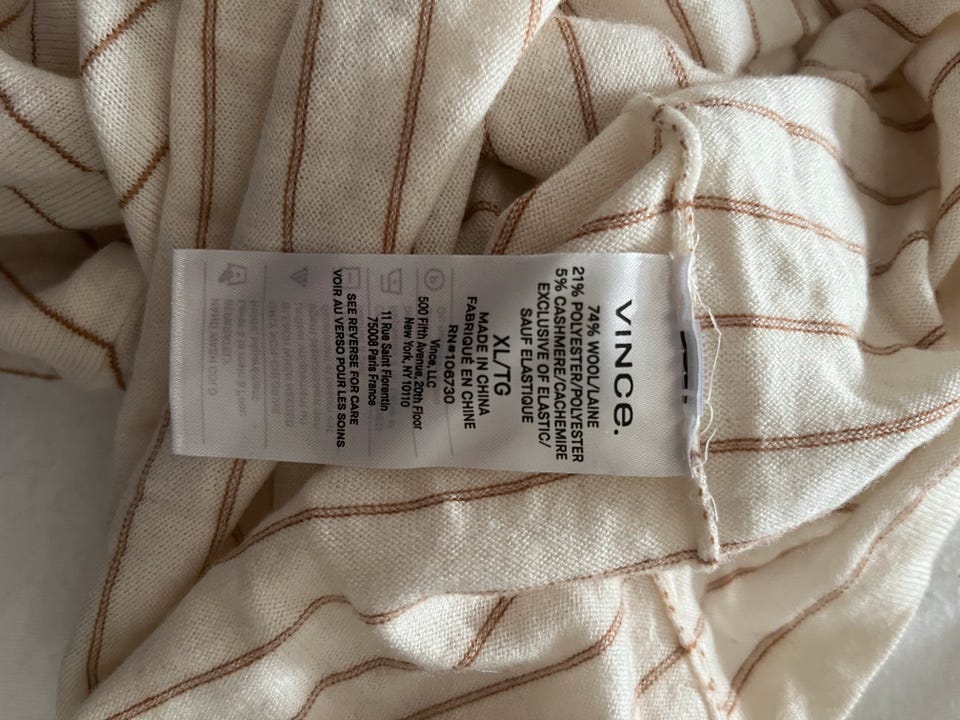 VINCE.
74% WOOL/LAINE
21% POLYESTER/POLYESTER
5% CASHMERE/CACHEMIRE
EXCLUSIVE OF ELASTIC/
SAUF ELASTIQUE
XL/TG
MADE IN CHINA
FABRIQUÉ EN CHINE
RN#106730
Vince, LLC
500 Fifth Avenue, 20th Floor
New York, NY 10110
11 Rue Saint Florentin
75008 Paris France
SEE REVERSE FOR CARE
VOIR AU VERSO POUR LES SOINS